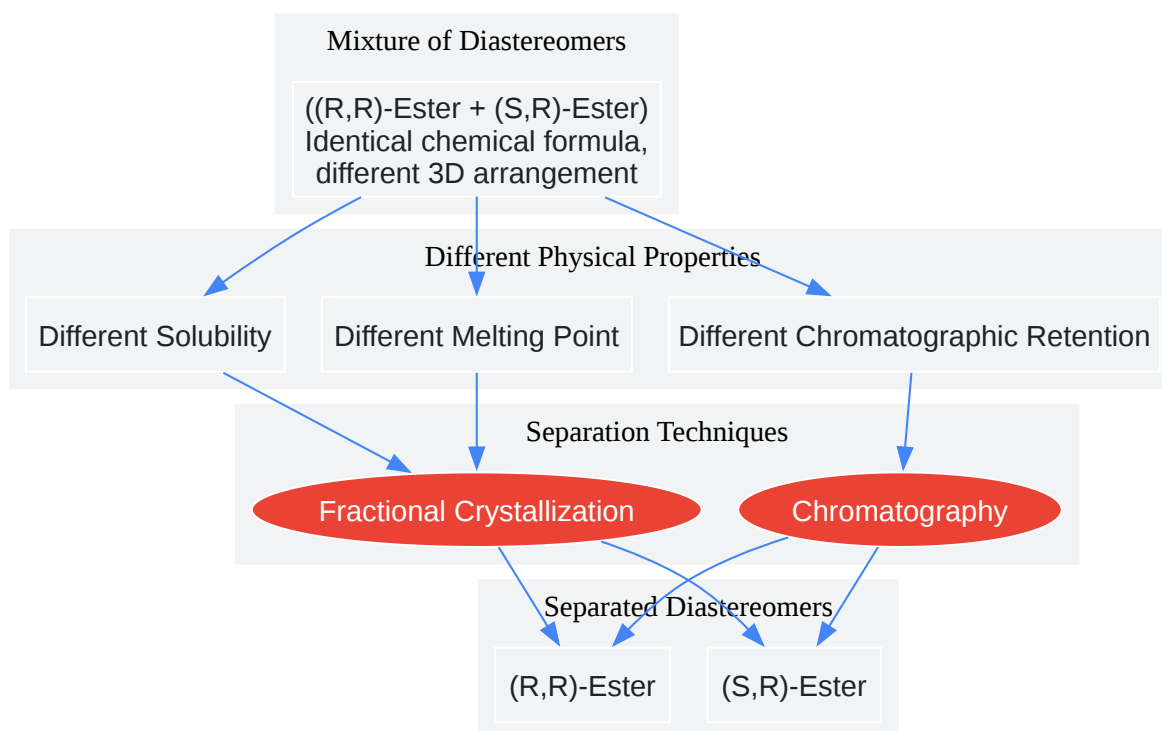 Mixture of Diastereomers
((R,R)-Ester + (S,R)-Ester)
Identical chemical formula,
different 3D arrangement
Different Physical Properties
Different Solubility
Different Melting Point
Different Chromatographic Retention
Separation Techniques
Fractional Crystallization
Chromatography
Separated Diastereomers
(R,R)-Ester
(S,R)-Ester